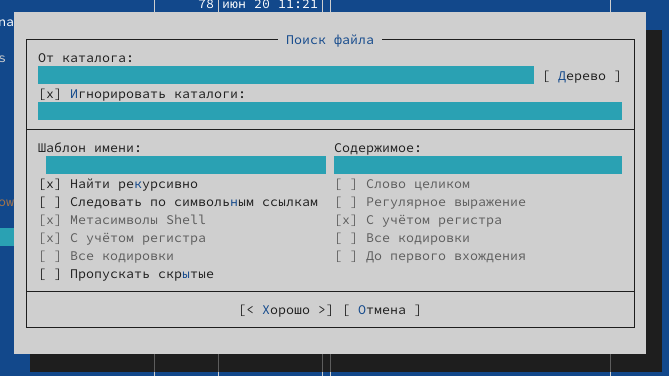 78 июн 20 11:21
na
Поиск файла
От каталога:
s
[ Дерево ]
[x] Игнорировать каталоги:
Шаблон имени: Содержимое:
[x] Найти рекурсивно [ ] Слово целиком
ow [ ] Следовать по символьным ссылкам [ ] Регулярное выражение
[x] Метасимволы Shell [x] С учётом регистра
[x] С учётом регистра [ ] Все кодировки
[ ] Все кодировки [ ] До первого вхождения
[ ] Пропускать скрытые
[< Хорошо >] [ Отмена ]